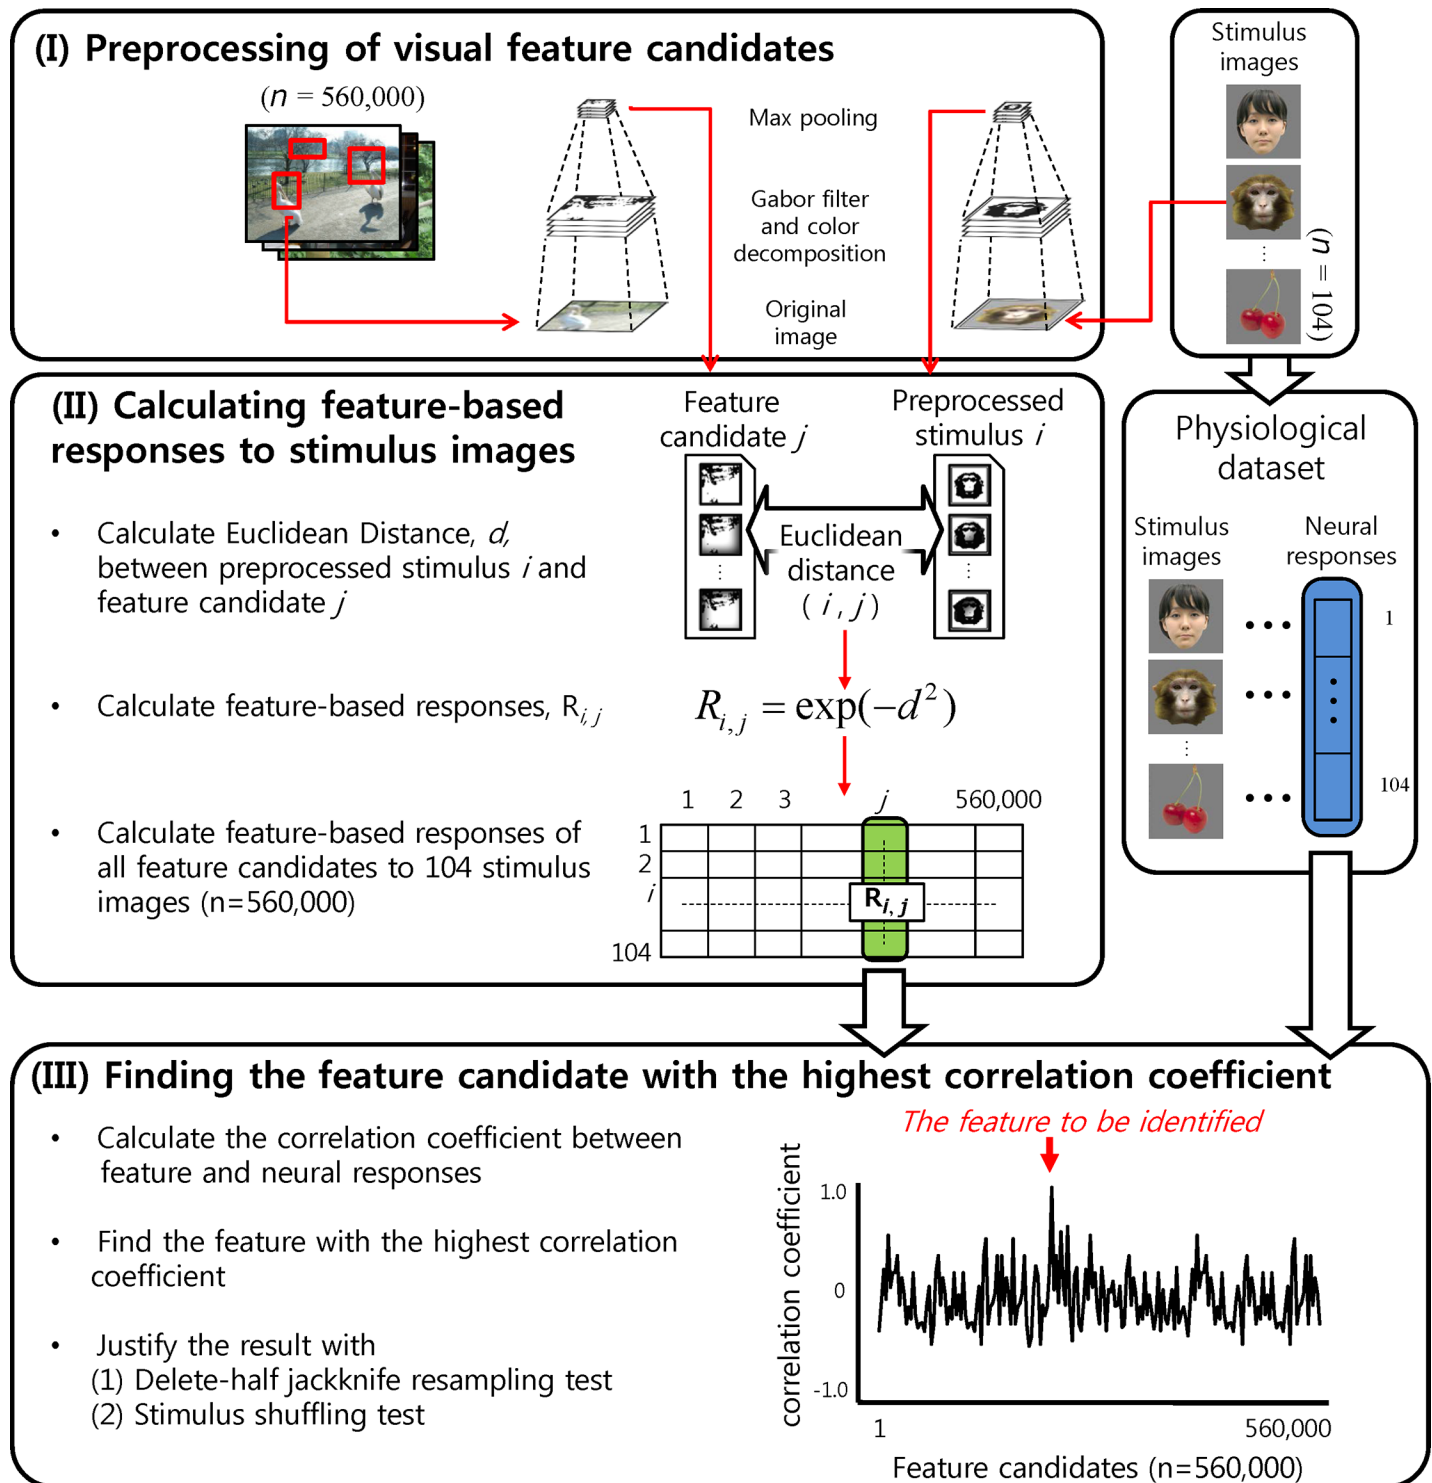 (I) Preprocessing of visual feature candidates
(n = 560,000)
Max pooling
Gabor filter
and color
decomposition
Original
image
Stimulus
images
⋮
(n = 104)
(II) Calculating feature-based
responses to stimulus images
• Calculate Euclidean Distance, d,
between preprocessed stimulus i and
feature candidate j
• Calculate feature-based responses, Ri,j
• Calculate feature-based responses of
all feature candidates to 104 stimulus
images (n=560,000)
Feature
candidate j
Preprocessed
stimulus i
⋮
⋮
Euclidean
distance
( i , j )
Ri,j = exp(−d²)
1 2 3 j 560,000
1
2
i
Ri, j
104
Physiological
dataset
Stimulus
images
Neural
responses
••• 1
•••
⋮
••• 104
(III) Finding the feature candidate with the highest correlation coefficient
• Calculate the correlation coefficient between
feature and neural responses
• Find the feature with the highest correlation
coefficient
• Justify the result with
(1) Delete-half jackknife resampling test
(2) Stimulus shuffling test
The feature to be identified
correlation coefficient
1.0
0
-1.0
1 560,000
Feature candidates (n=560,000)